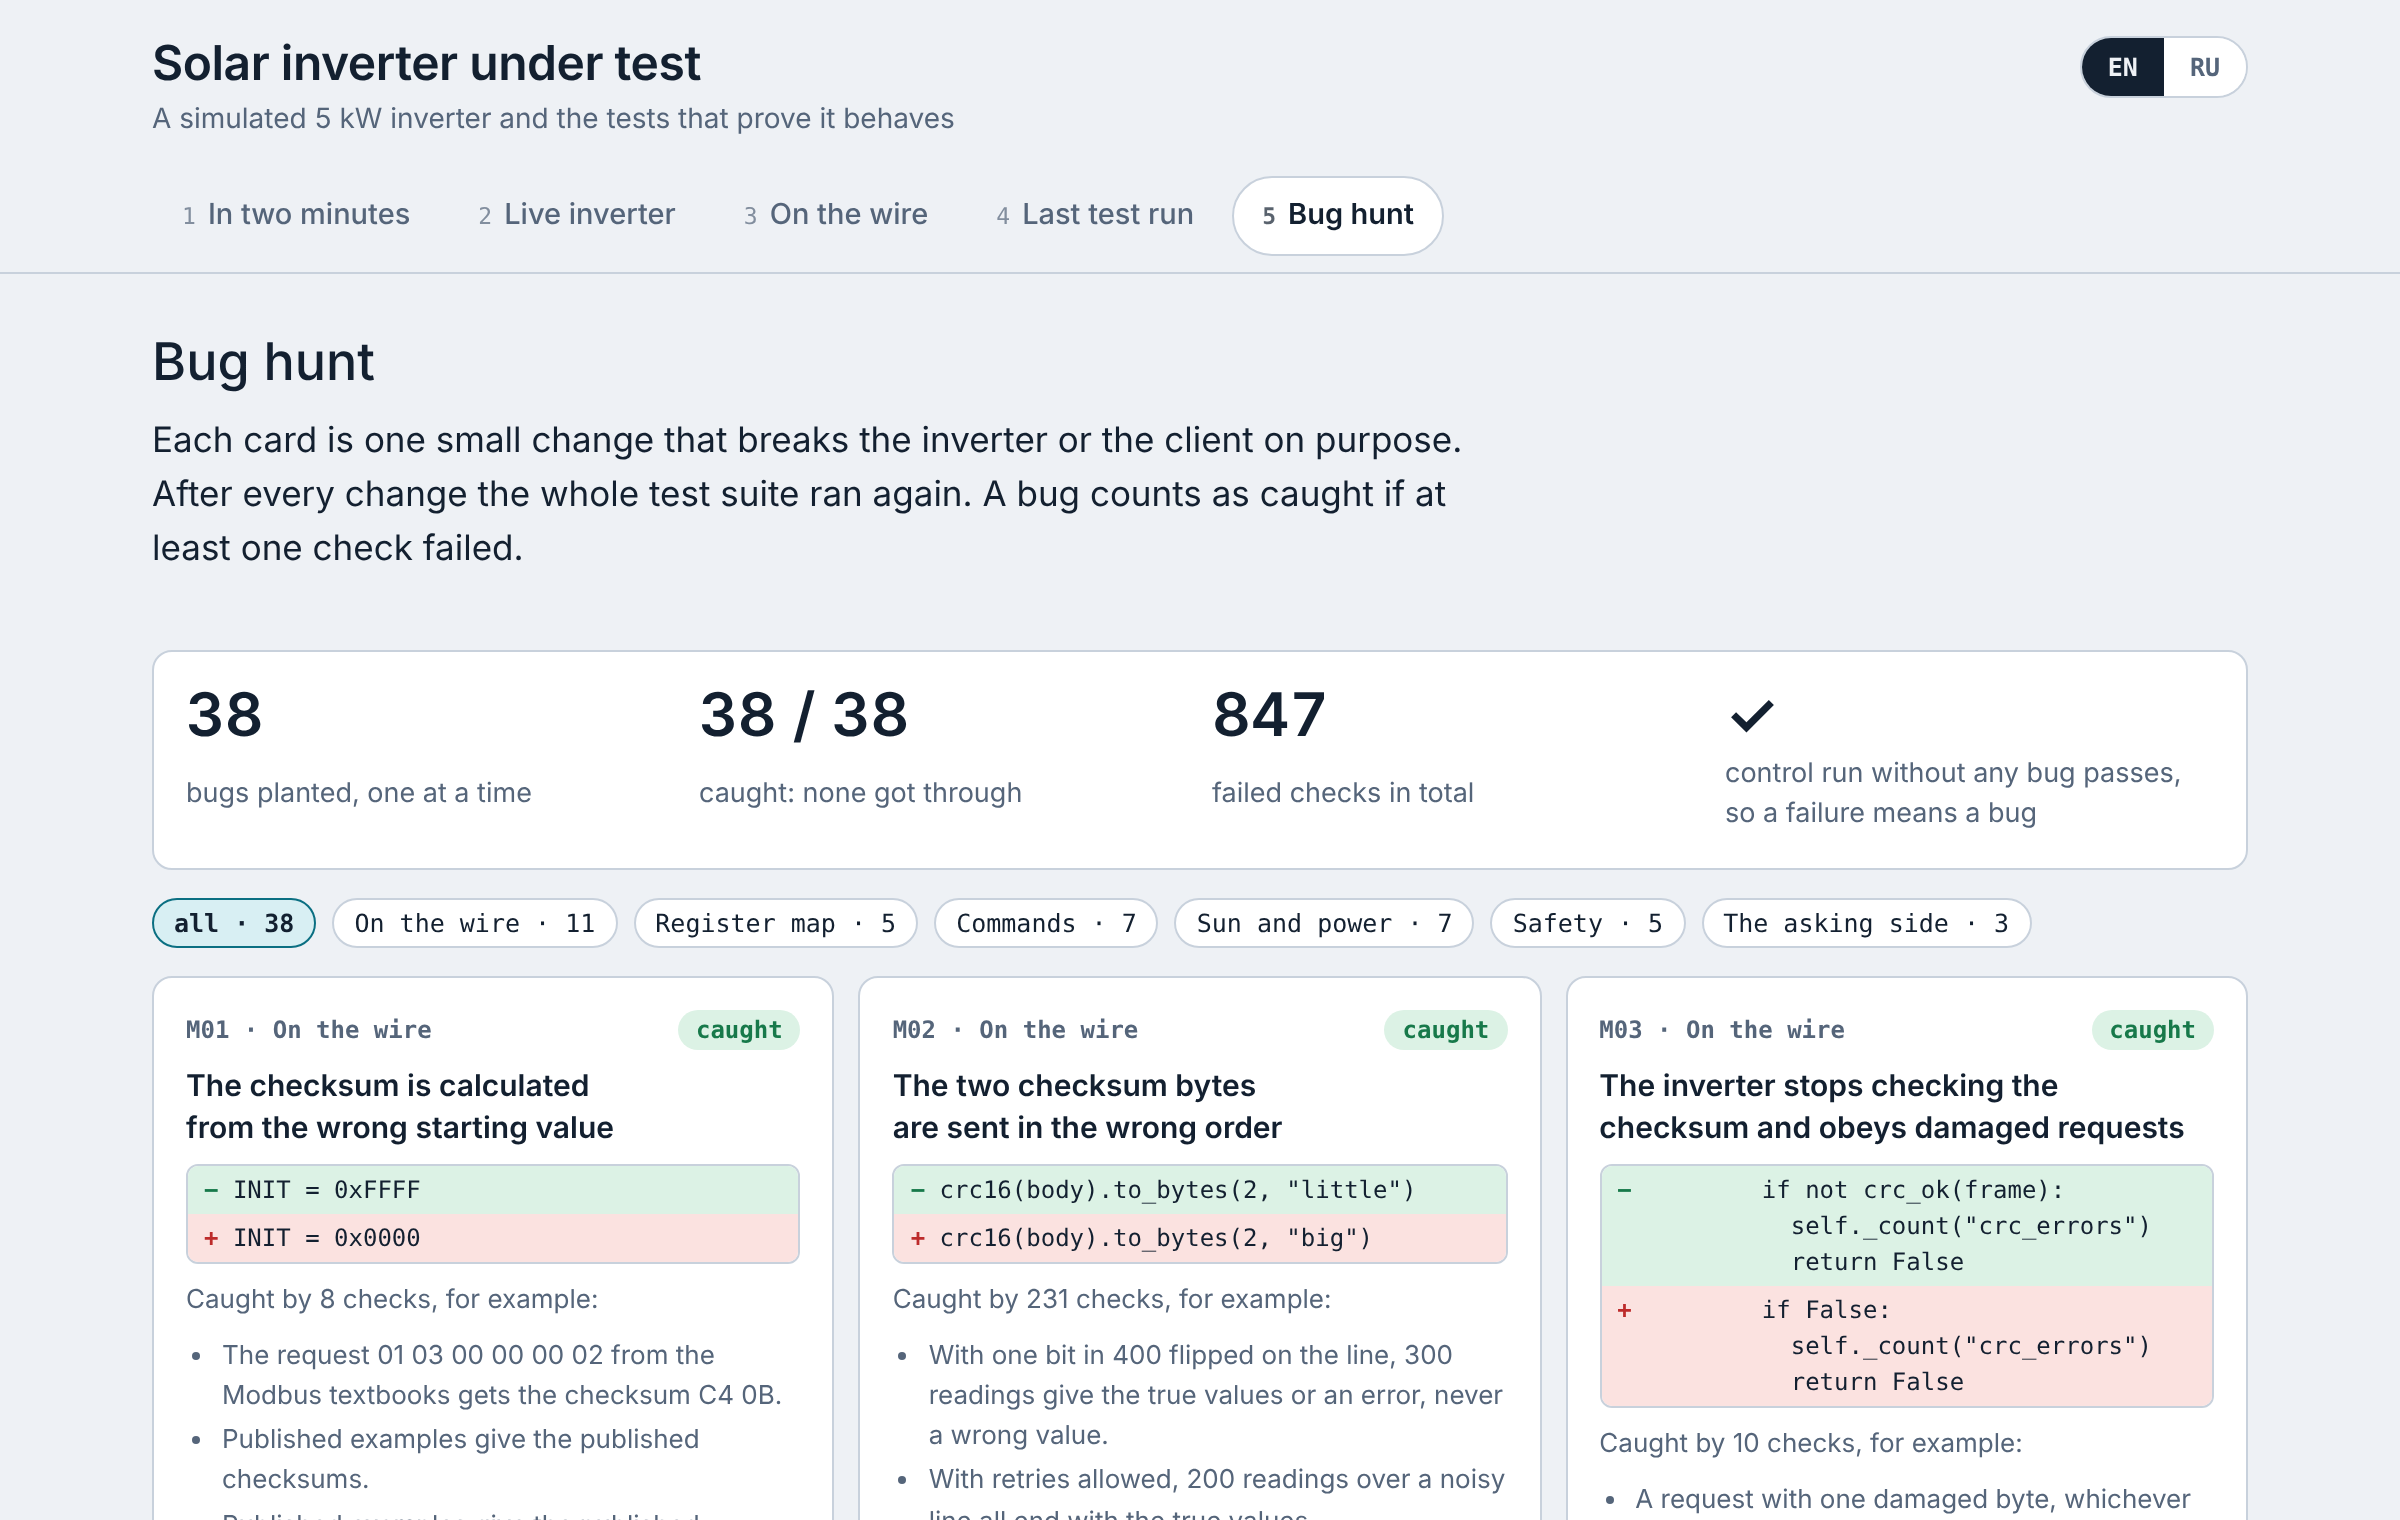 Solar inverter under test
A simulated 5 kW inverter and the tests that prove it behaves
EN RU
1 In two minutes 2 Live inverter 3 On the wire 4 Last test run 5 Bug hunt
Bug hunt
Each card is one small change that breaks the inverter or the client on purpose.
After every change the whole test suite ran again. A bug counts as caught if at
least one check failed.
38
bugs planted, one at a time
38 / 38
caught: none got through
847
failed checks in total
✓
control run without any bug passes,
so a failure means a bug
all · 38 On the wire · 11 Register map · 5 Commands · 7 Sun and power · 7 Safety · 5 The asking side · 3
M01 · On the wire caught
The checksum is calculated
from the wrong starting value
− INIT = 0xFFFF
+ INIT = 0x0000
Caught by 8 checks, for example:
• The request 01 03 00 00 00 02 from the
Modbus textbooks gets the checksum C4 0B.
• Published examples give the published
checksums.
M02 · On the wire caught
The two checksum bytes
are sent in the wrong order
− crc16(body).to_bytes(2, "little")
+ crc16(body).to_bytes(2, "big")
Caught by 231 checks, for example:
• With one bit in 400 flipped on the line, 300
readings give the true values or an error, never
a wrong value.
• With retries allowed, 200 readings over a noisy
line all end with the true values.
M03 · On the wire caught
The inverter stops checking the
checksum and obeys damaged requests
− if not crc_ok(frame):
self._count("crc_errors")
return False
+ if False:
self._count("crc_errors")
return False
Caught by 10 checks, for example:
• A request with one damaged byte, whichever